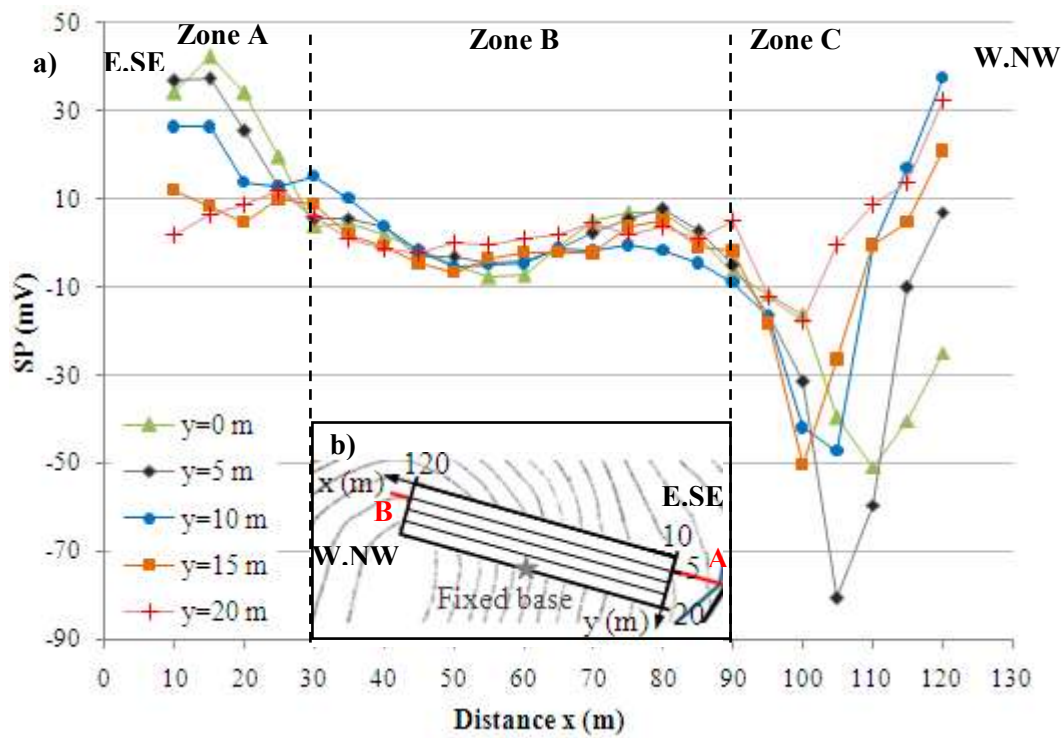 a)
E.SE
Zone A
Zone B
Zone C
W.NW
SP (mV)
50
30
10
-10
-30
-50
-70
-90
y=0 m
y=5 m
y=10 m
y=15 m
y=20 m
b)
x (m)
120
B
W.NW
E.SE
10
5
A
20
Fixed base
y (m)
0
10
20
30
40
50
60
70
80
90
100
110
120
130
Distance x (m)